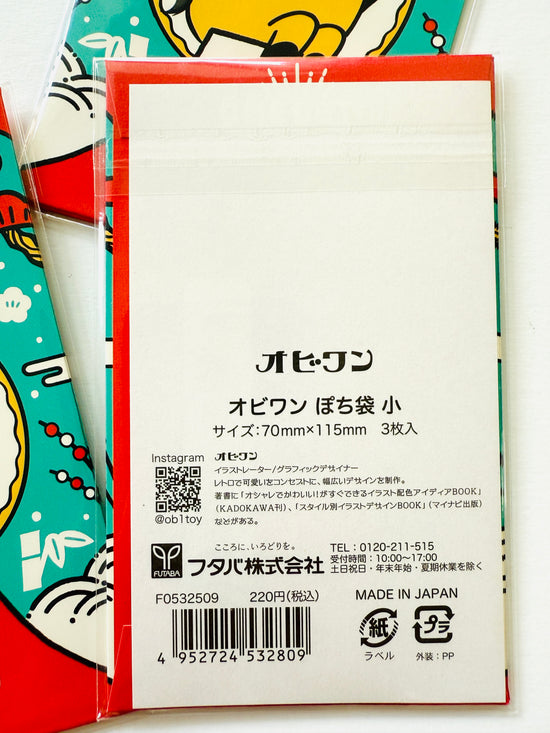 オビワン
オビワン ぽち袋 小
サイズ：70mm×115mm 3枚入
Instagram
@ob1toy
オビワン
イラストレーター/グラフィックデザイナー
レトロで可愛いをコンセプトに、幅広いデザインを制作。
著書に「オシャレでかわいい！がすぐできるイラスト配色アイディアBOOK」
（KADOKAWA刊）、「スタイル別イラストデザインBOOK」（マイナビ出版）
などがある。
FUTABA
こころに、いろどりを。
フタバ株式会社
TEL：0120-211-515
受付時間：10:00〜17:00
土日祝日・年末年始・夏期休業を除く
F0532509 220円（税込）
4 952724 532809
MADE IN JAPAN
紙
ラベル
プラ
外装：PP